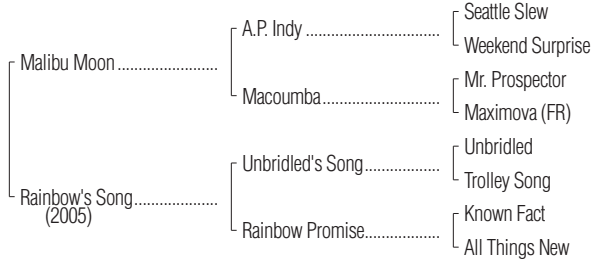 Seattle Slew
A.P. Indy ..............................
Weekend Surprise
Malibu Moon .......................
Mr. Prospector
Macoumba ..........................
Maximova (FR)
Unbridled
Unbridled's Song .................
Trolley Song
Rainbow's Song ...................
(2005)
Known Fact
Rainbow Promise .................
All Things New